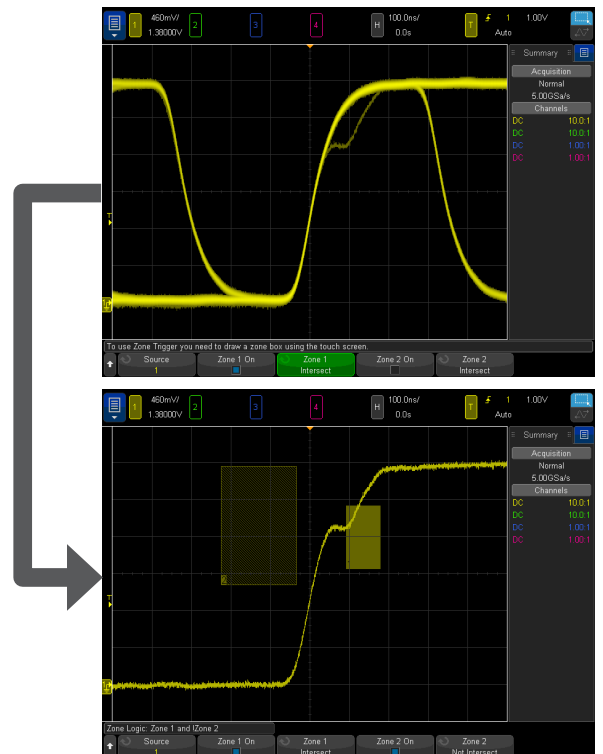 1 460mV/ 1.38000V 2 3 4 H 100.0ns/ 0.0s T 1 1.00V Auto
Summary
Acquisition
Normal
5.00GSa/s
Channels
DC 10.0:1
DC 10.0:1
DC 1.00:1
DC 1.00:1
T
To use Zone Trigger you need to draw a zone box using the touch screen.
Source Zone 1 On Zone 1 Zone 2 On Zone 2
1 Intersect Intersect
1 460mV/ 1.38000V 2 3 4 H 100.0ns/ 0.0s T 1 1.00V Auto
Summary
Acquisition
Normal
5.00GSa/s
Channels
DC 10.0:1
DC 10.0:1
DC 1.00:1
DC 1.00:1
T
Zone Logic: Zone 1 and !Zone 2
Source Zone 1 On Zone 1 Zone 2 On Zone 2
1 Intersect Not Intersect